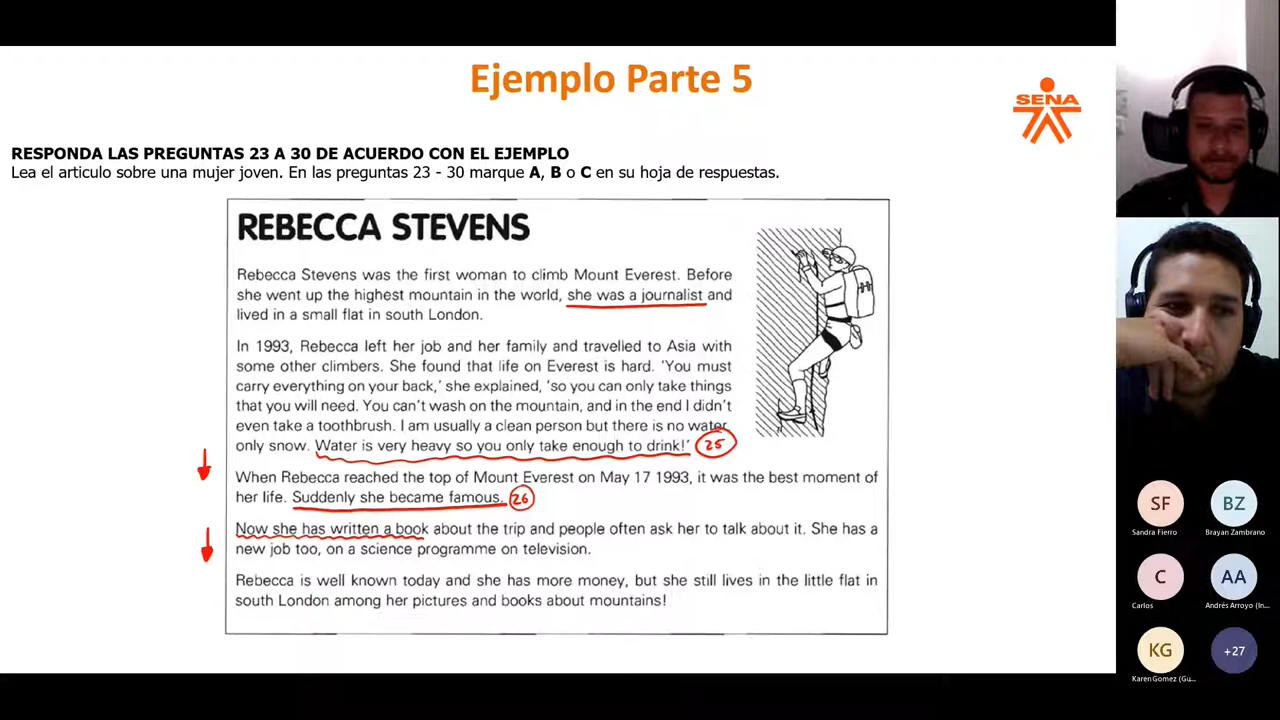 Ejemplo Parte 5
SENA
RESPONDA LAS PREGUNTAS 23 A 30 DE ACUERDO CON EL EJEMPLO
Lea el articulo sobre una mujer joven. En las preguntas 23 - 30 marque A, B o C en su hoja de respuestas.
REBECCA STEVENS
Rebecca Stevens was the first woman to climb Mount Everest. Before
she went up the highest mountain in the world, she was a journalist and
lived in a small flat in south London.
In 1993, Rebecca left her job and her family and travelled to Asia with
some other climbers. She found that life on Everest is hard. 'You must
carry everything on your back,' she explained, 'so you can only take things
that you will need. You can't wash on the mountain, and in the end I didn't
even take a toothbrush. I am usually a clean person but there is no water,
only snow. Water is very heavy so you only take enough to drink!' 25
When Rebecca reached the top of Mount Everest on May 17 1993, it was the best moment of
her life. Suddenly she became famous. 26
Now she has written a book about the trip and people often ask her to talk about it. She has a
new job too, on a science programme on television.
Rebecca is well known today and she has more money, but she still lives in the little flat in
south London among her pictures and books about mountains!
SF
BZ
Sandra Fierro
Brayan Zambrano
C
AA
Carlos
Andrés Arroyo (In...
KG
+27
Karen Gomez (Gu...